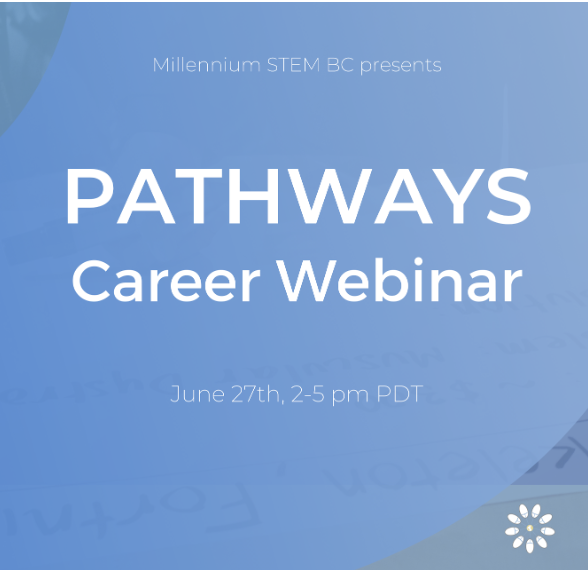 Millennium STEM BC presents
PATHWAYS
Career Webinar
June 27th, 2-5 pm PDT